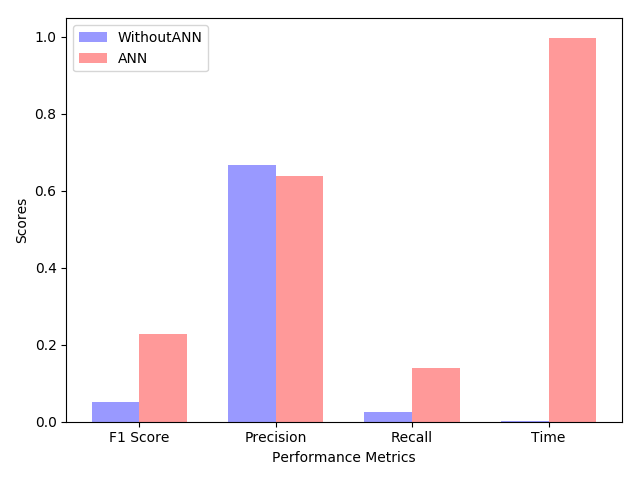 WithoutANN
ANN
1.0
0.8
0.6
0.4
0.2
0.0
Scores
F1 Score
Precision
Recall
Time
Performance Metrics